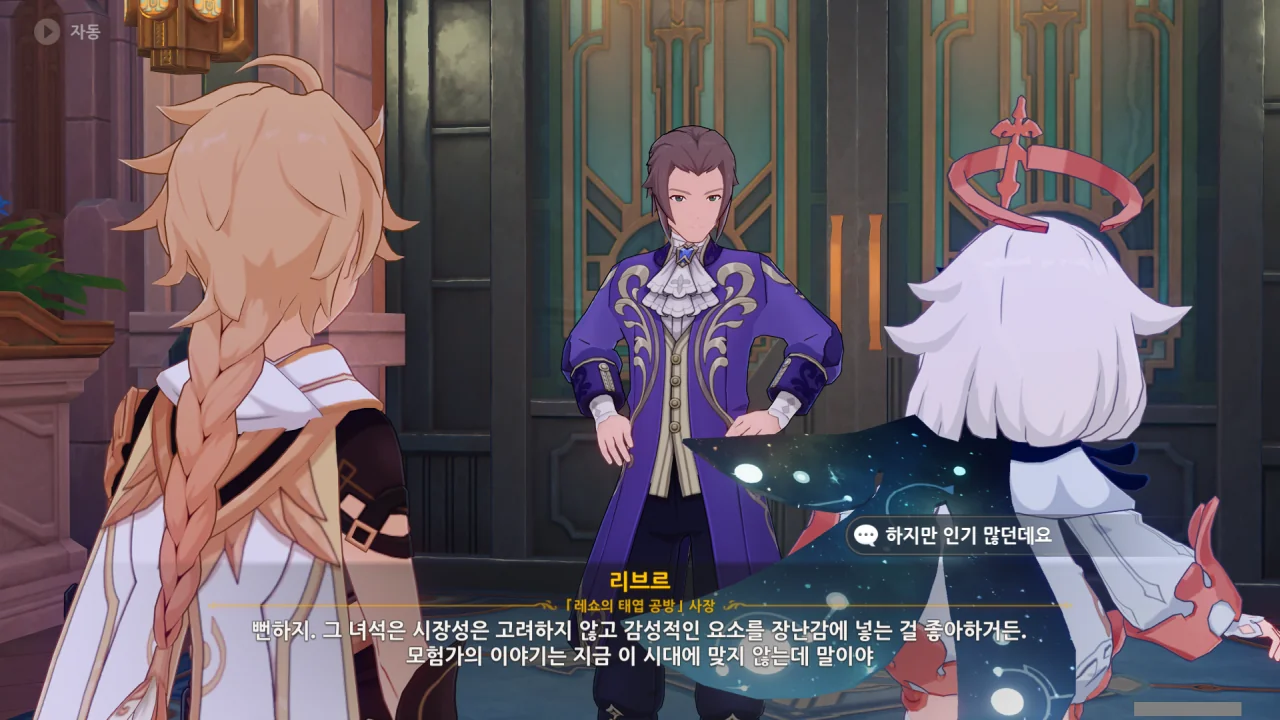 자동
하지만 인기 많던데요
리브르
「레쇼의 태엽 공방」 사장
뻔하지. 그 녀석은 시장성은 고려하지 않고 감성적인 요소를 장난감에 넣는 걸 좋아하거든.
모험가의 이야기는 지금 이 시대에 맞지 않는데 말이야